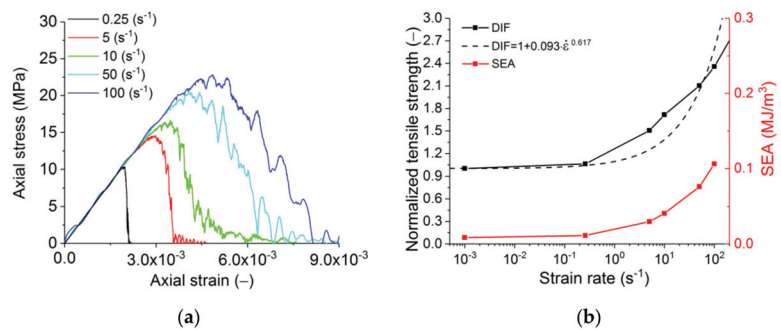 0.25 (s⁻¹)
5 (s⁻¹)
10 (s⁻¹)
50 (s⁻¹)
100 (s⁻¹)
Axial stress (MPa)
30
25
20
15
10
5
0
0.0
3.0x10⁻³
6.0x10⁻³
9.0x10⁻³
Axial strain (–)
(a)
DIF
DIF=1+0.093·ε̇ 0.617
SEA
Normalized tensile strength (–)
3.0
2.7
2.4
2.1
1.8
1.5
1.2
0.9
0.6
0.3
0.0
10⁻³
10⁻²
10⁻¹
10⁰
10¹
10²
Strain rate (s⁻¹)
0.3
0.2
0.1
0.0
SEA (MJ/m³)
(b)